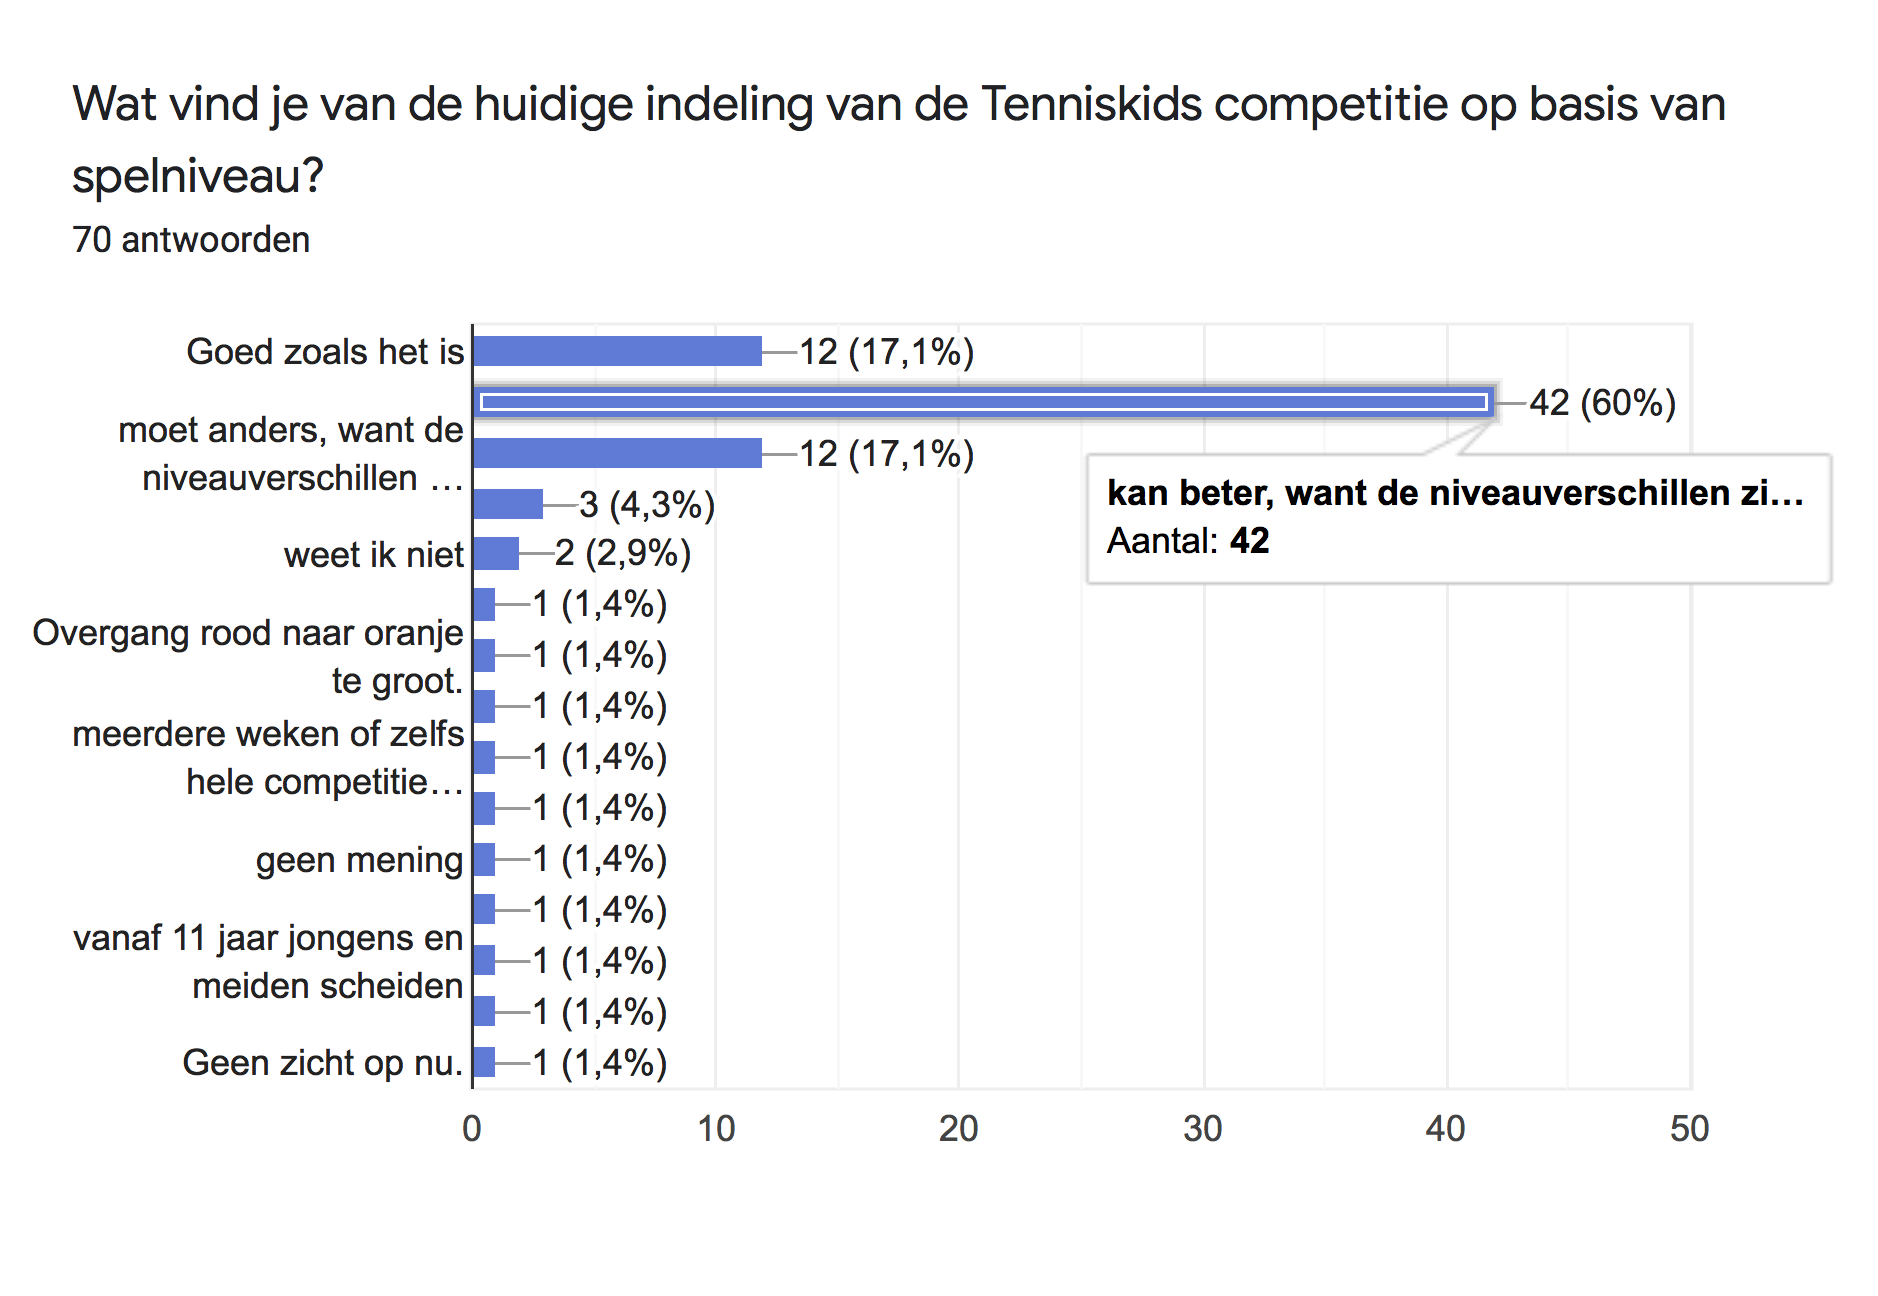 Wat vind je van de huidige indeling van de Tenniskids competitie op basis van
spelniveau?
70 antwoorden
Goed zoals het is
12 (17,1%)
42 (60%)
moet anders, want de
niveauverschillen …
12 (17,1%)
kan beter, want de niveauverschillen zi…
Aantal: 42
3 (4,3%)
weet ik niet
2 (2,9%)
1 (1,4%)
Overgang rood naar oranje
te groot.
1 (1,4%)
1 (1,4%)
meerdere weken of zelfs
hele competitie…
1 (1,4%)
1 (1,4%)
geen mening
1 (1,4%)
1 (1,4%)
vanaf 11 jaar jongens en
meiden scheiden
1 (1,4%)
1 (1,4%)
Geen zicht op nu.
1 (1,4%)
0 10 20 30 40 50